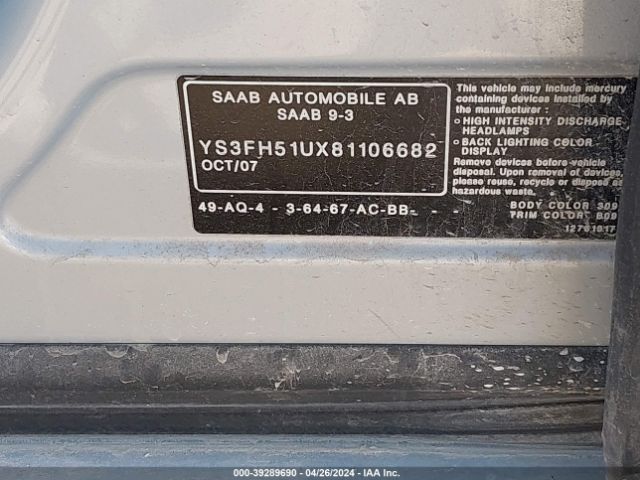 SAAB AUTOMOBILE AB
SAAB 9-3
YS3FH51UX81106682
OCT/07
49-AQ-4 - 3-64-67-AC-BB- - -
This vehicle may include mercury
containing devices installed by
the manufacturer:
o HIGH INTENSITY DISCHARGE
HEADLAMPS
o BACK LIGHTING COLOR
DISPLAY
Remove devices before vehicle
disposal. Upon removal of devices,
please reuse, recycle or dispose as
hazardous waste.
BODY COLOR 309
TRIM COLOR B09
000-39289690 - 04/26/2024 - IAA Inc.